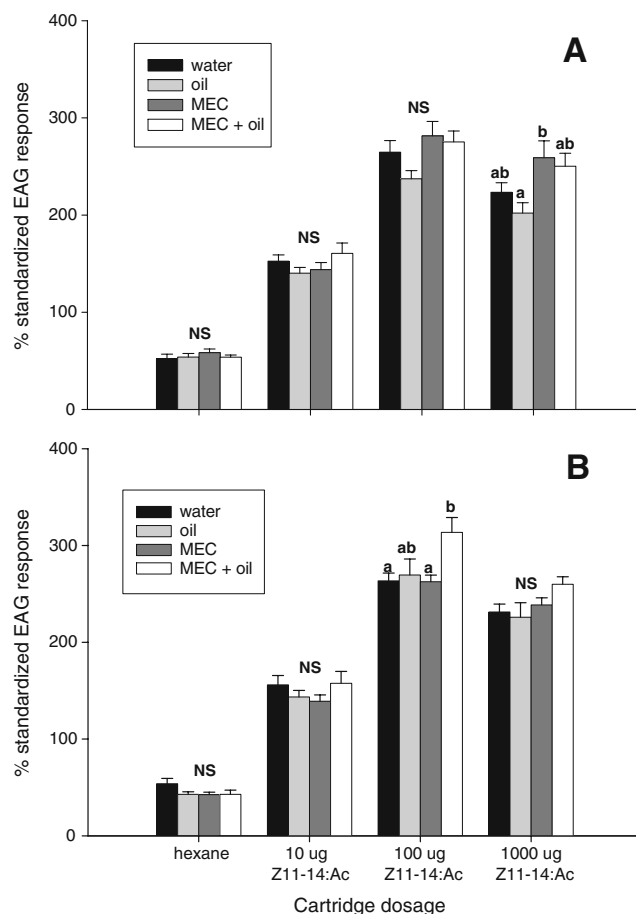 A
400
300
200
100
0
% standardized EAG response
water
oil
MEC
MEC + oil
NS
NS
NS
ab
a
b
ab
B
400
300
200
100
0
% standardized EAG response
water
oil
MEC
MEC + oil
NS
NS
a
ab
a
b
NS
hexane
10 ug
Z11-14:Ac
100 ug
Z11-14:Ac
1000 ug
Z11-14:Ac
Cartridge dosage